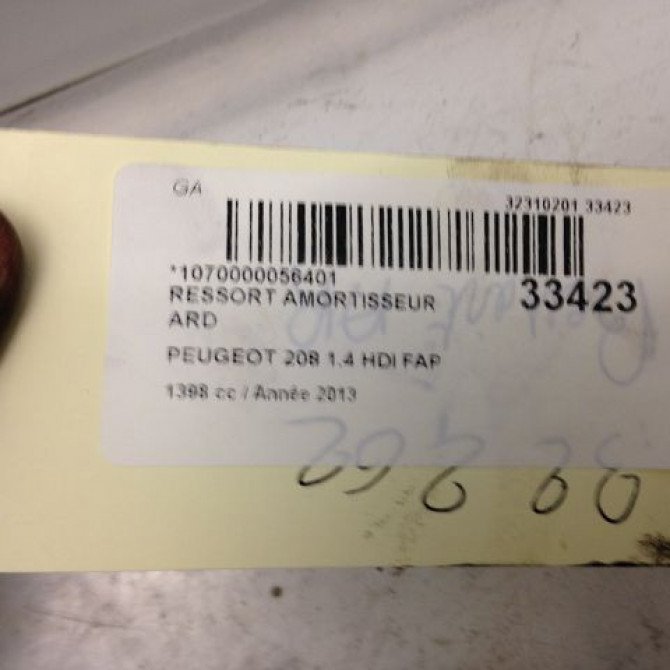 GA
32310201 33423
*1070000056401
33423
RESSORT AMORTISSEUR
ARD
PEUGEOT 208 1.4 HDI FAP
1398 cc / Année 2013